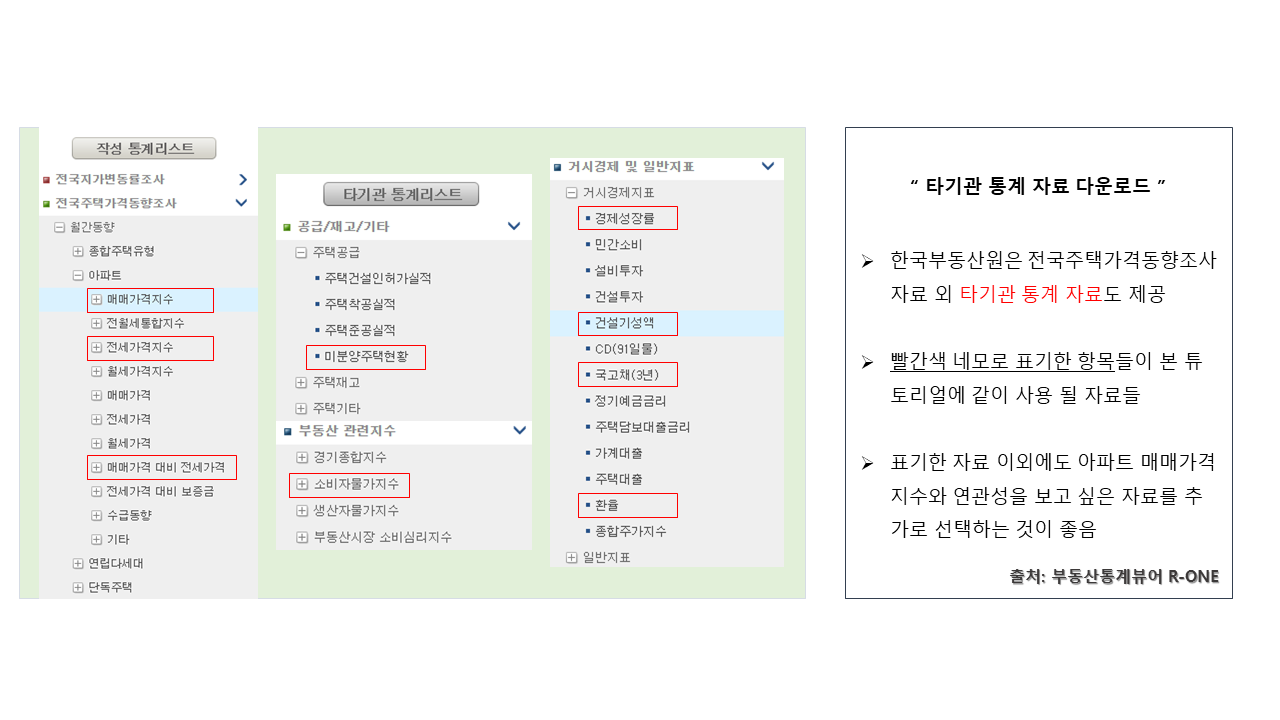 작성 통계리스트
전국지가변동률조사
전국주택가격동향조사
월간동향
종합주택유형
아파트
매매가격지수
전월세통합지수
전세가격지수
월세가격지수
매매가격
전세가격
월세가격
매매가격 대비 전세가격
전세가격 대비 보증금
수급동향
기타
연립다세대
단독주택
타기관 통계리스트
공급/재고/기타
주택공급
주택건설인허가실적
주택착공실적
주택준공실적
미분양주택현황
주택재고
주택기타
부동산 관련지수
경기종합지수
소비자물가지수
생산자물가지수
부동산시장 소비심리지수
거시경제 및 일반지표
거시경제지표
경제성장률
민간소비
설비투자
건설투자
건설기성액
CD(91일물)
국고채(3년)
정기예금금리
주택담보대출금리
가계대출
주택대출
환율
종합주가지수
일반지표
“ 타기관 통계 자료 다운로드 ”
한국부동산원은 전국주택가격동향조사
자료 외 타기관 통계 자료도 제공
빨간색 네모로 표기한 항목들이 본 튜
토리얼에 같이 사용 될 자료들
표기한 자료 이외에도 아파트 매매가격
지수와 연관성을 보고 싶은 자료를 추
가로 선택하는 것이 좋음
출처: 부동산통계뷰어 R-ONE